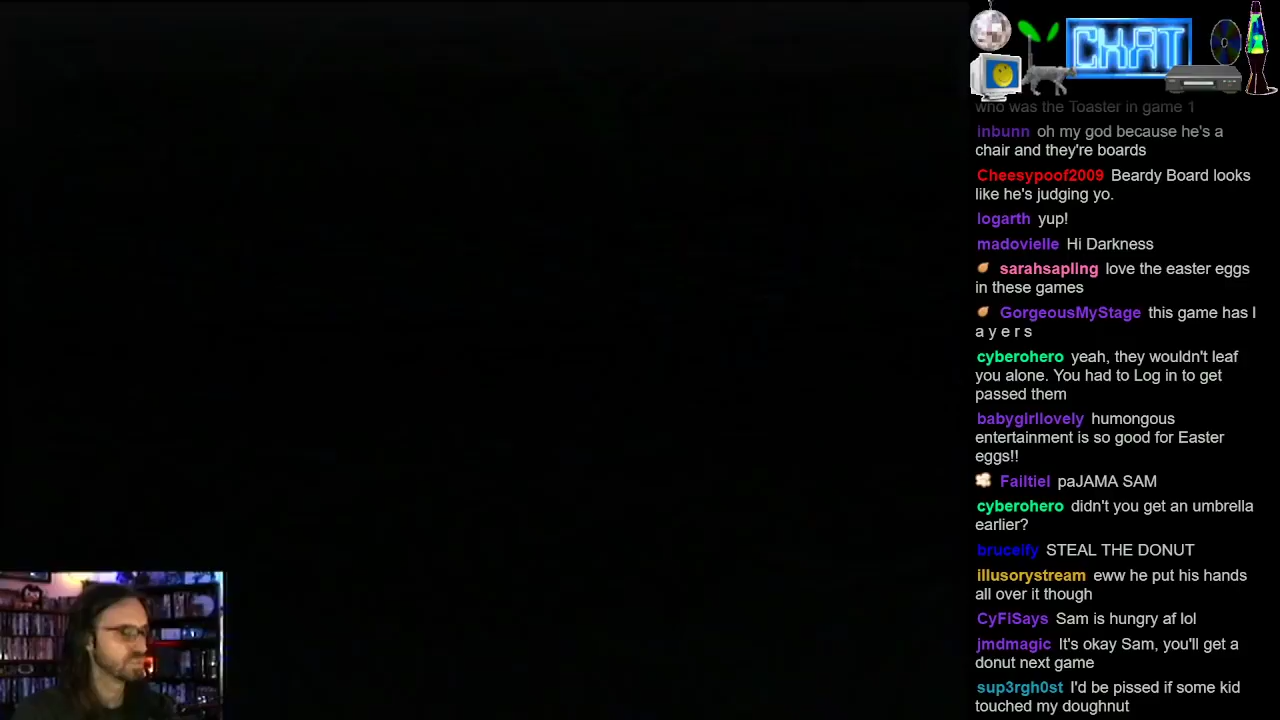 CHAT
who was the Toaster in game 1
inbunn oh my god because he's a
chair and they're boards
Cheesypoof2009 Beardy Board looks
like he's judging yo.
logarth yup!
madovielle Hi Darkness
sarahsapling love the easter eggs
in these games
GorgeousMyStage this game has l
a y e r s
cyberohero yeah, they wouldn't leaf
you alone. You had to Log in to get
passed them
babygirllovely humongous
entertainment is so good for Easter
eggs!!
Failtiel paJAMA SAM
cyberohero didn't you get an umbrella
earlier?
bruceify STEAL THE DONUT
illusorystream eww he put his hands
all over it though
CyFiSays Sam is hungry af lol
jmdmagic It's okay Sam, you'll get a
donut next game
sup3rgh0st I'd be pissed if some kid
touched my doughnut